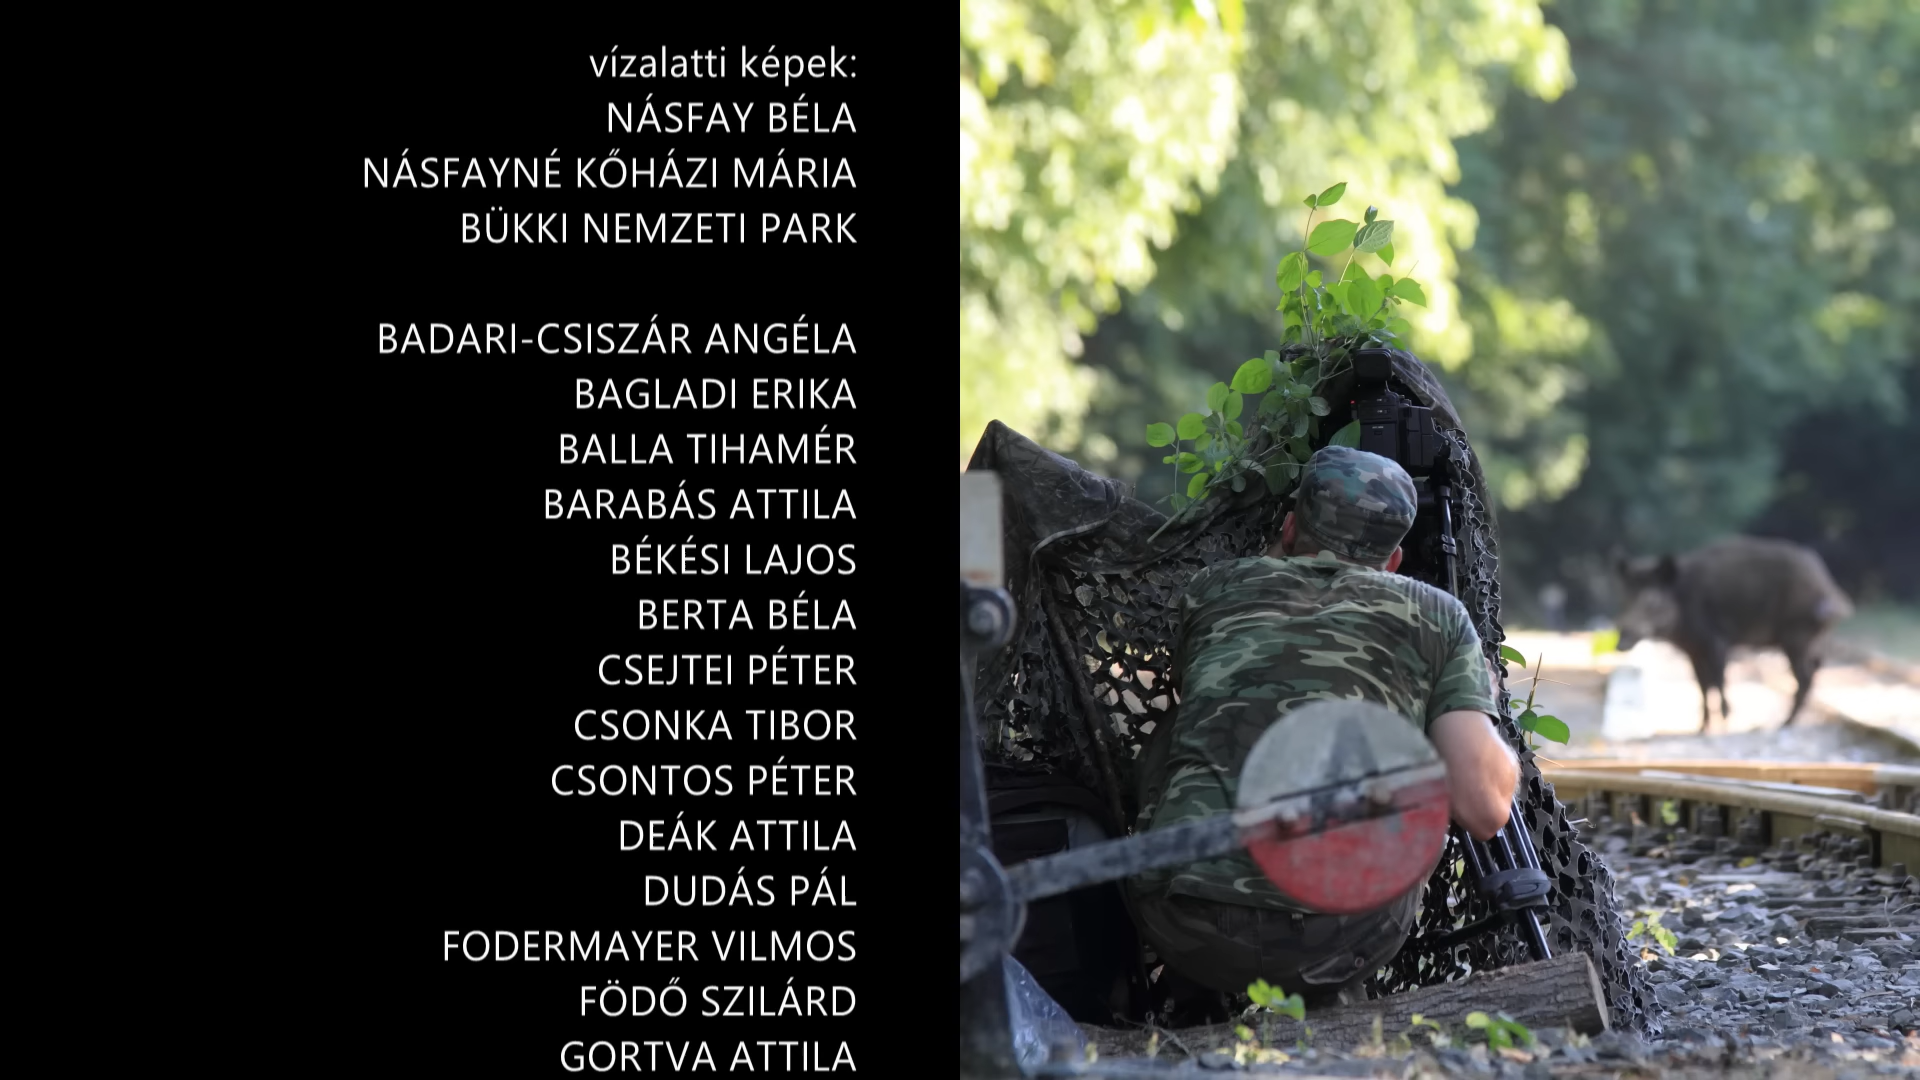 vízalatti képek:
NÁSFAY BÉLA
NÁSFAYNÉ KŐHÁZI MÁRIA
BÜKKI NEMZETI PARK
BADARI-CSISZÁR ANGÉLA
BAGLADI ERIKA
BALLA TIHAMÉR
BARABÁS ATTILA
BÉKÉSI LAJOS
BERTA BÉLA
CSEJTEI PÉTER
CSONKA TIBOR
CSONTOS PÉTER
DEÁK ATTILA
DUDÁS PÁL
FODERMAYER VILMOS
FÖDŐ SZILÁRD
GORTVA ATTILA